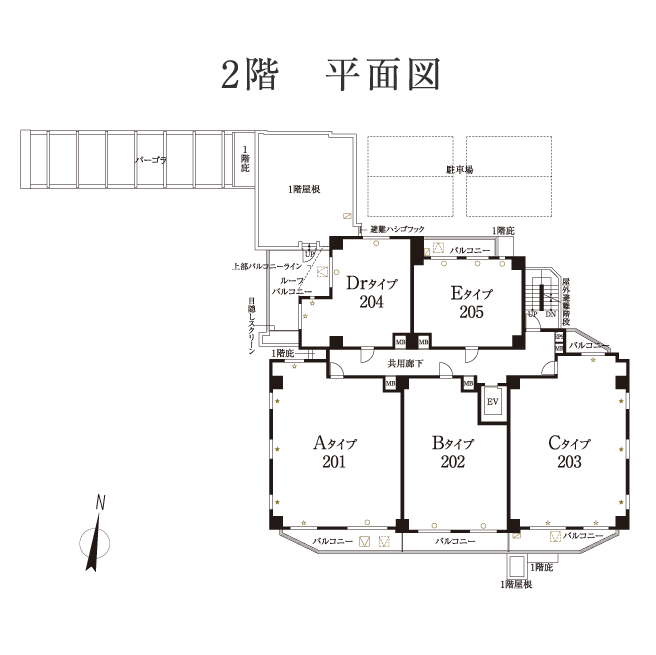 2階　平面図
パーゴラ
1階庇
1階屋根
駐車場
避難ハシゴフック
1階庇
バルコニー
UP
上部バルコニーライン
ルーフ
バルコニー
目隠しスクリーン
Drタイプ
204
Eタイプ
205
屋外避難階段
UP
DN
MB
MB
EPS
MB
バルコニー
1階庇
共用廊下
MB
MB
EV
Aタイプ
201
Bタイプ
202
Cタイプ
203
N
バルコニー
バルコニー
バルコニー
1階庇
1階屋根